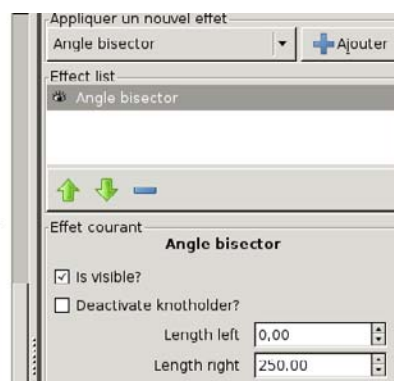 Appliquer un nouvel effet
Angle bisector
Ajouter
Effect list
Angle bisector
Effet courant
Angle bisector
Is visible?
Deactivate knotholder?
Length left 0,00
Length right 250.00